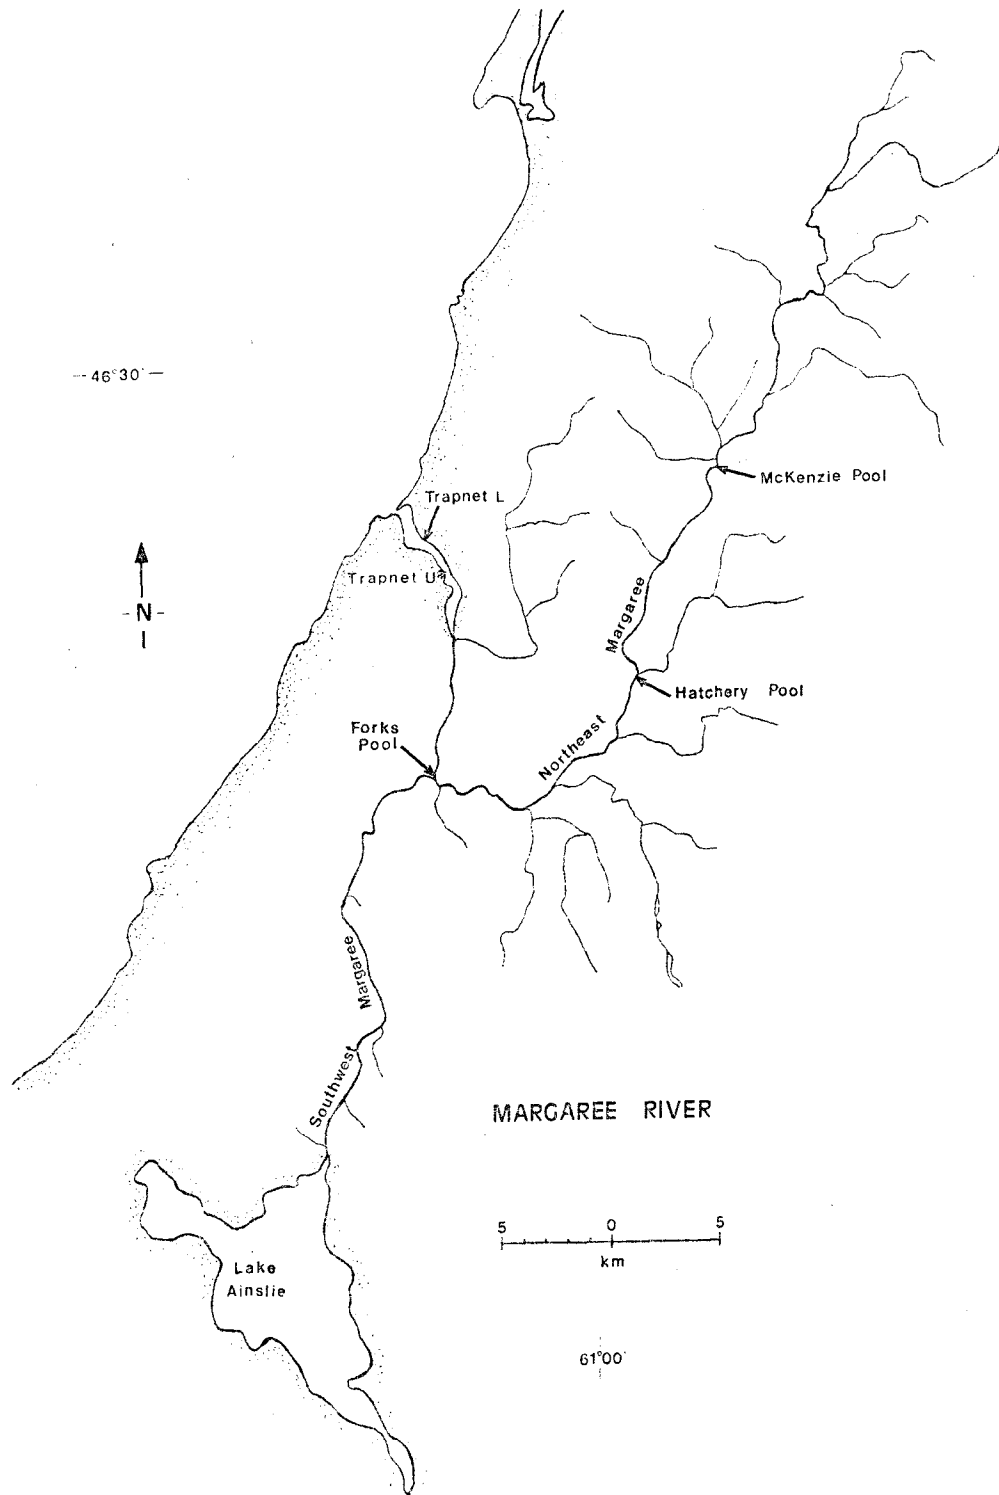 46°30'
Trapnet L
McKenzie Pool
Trapnet U
N
Margaree
Hatchery Pool
Forks
Pool
Northeast
Margaree
Southwest
MARGAREE RIVER
5 0 5
km
Lake
Ainslie
61°00'